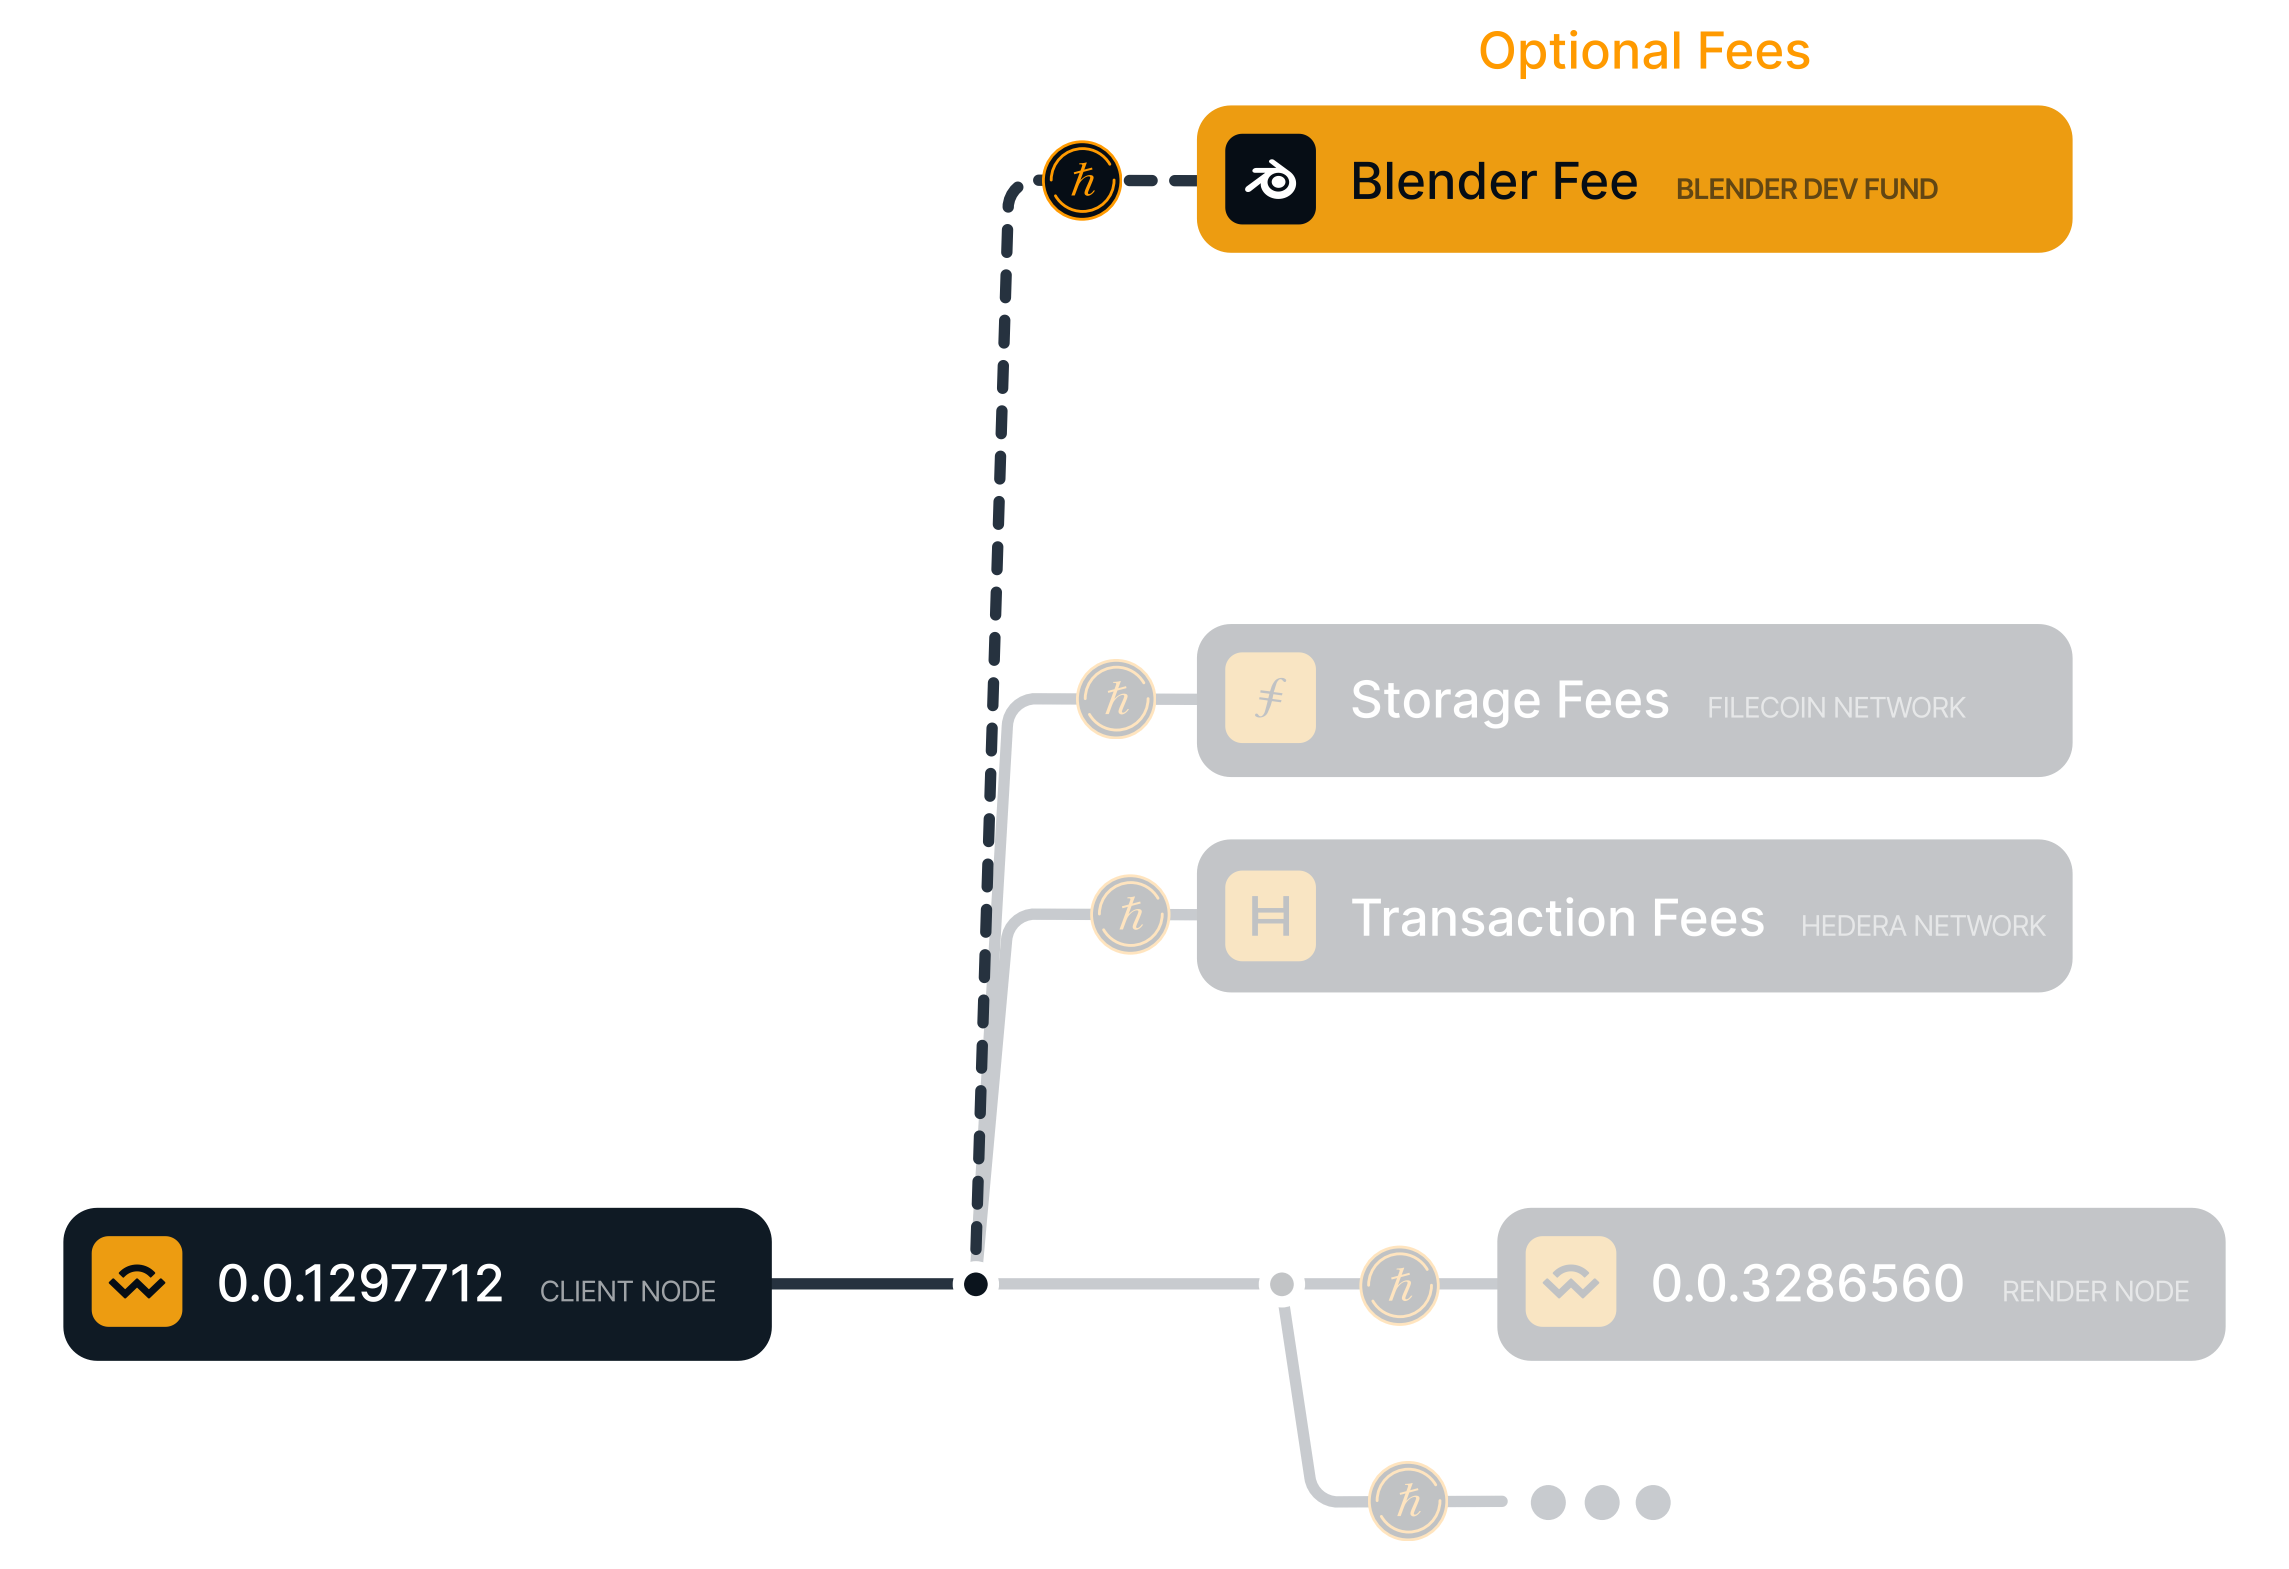 Optional Fees
ℏ
Blender Fee BLENDER DEV FUND
ℏ
Storage Fees FILECOIN NETWORK
ℏ
Transaction Fees HEDERA NETWORK
0.0.1297712 CLIENT NODE
ℏ
0.0.3286560 RENDER NODE
ℏ